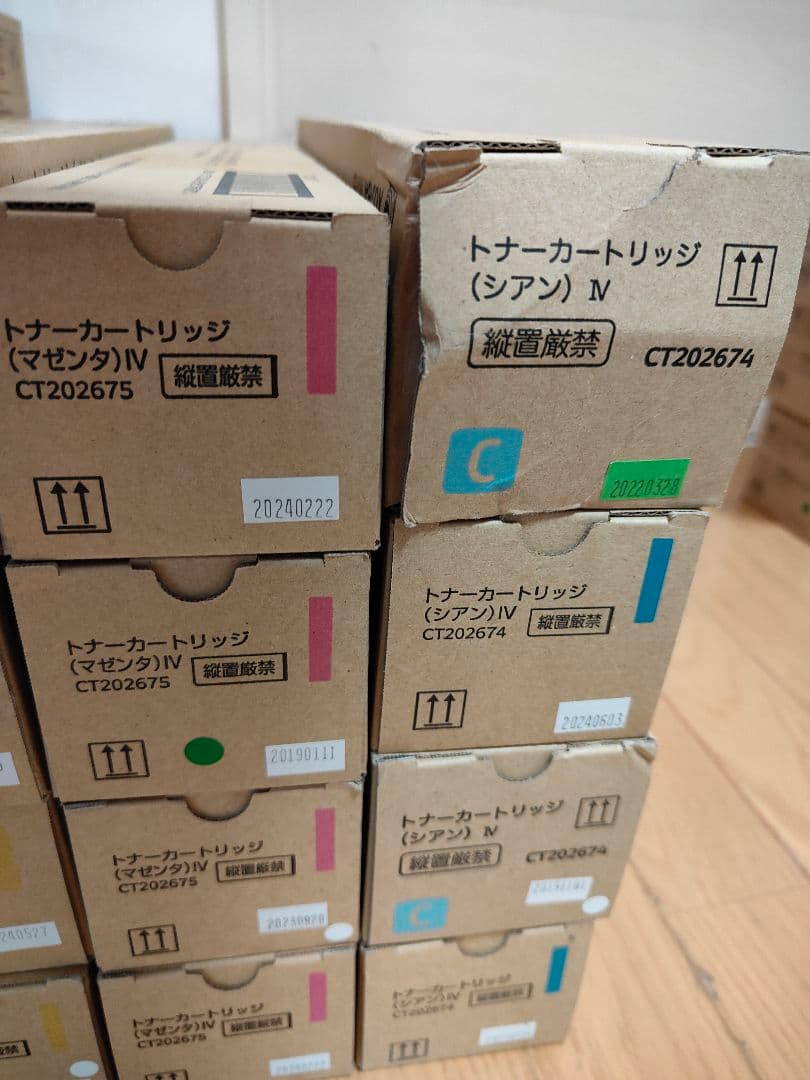 トナーカートリッジ
(マゼンタ)Ⅳ
縦置厳禁
CT202675
20240222
トナーカートリッジ
(シアン) Ⅳ
縦置厳禁
CT202674
C
20220328
トナーカートリッジ
(マゼンタ)Ⅳ
縦置厳禁
CT202675
20190111
トナーカートリッジ
(シアン)Ⅳ
縦置厳禁
CT202674
20240603
トナーカートリッジ
(マゼンタ)Ⅳ
縦置厳禁
CT202675
トナーカートリッジ
(シアン) Ⅳ
縦置厳禁
CT202674
C
トナーカートリッジ
(マゼンタ)Ⅳ
縦置厳禁
CT202675
20240222
トナーカートリッジ
(シアン)Ⅳ
縦置厳禁
CT202674
240527